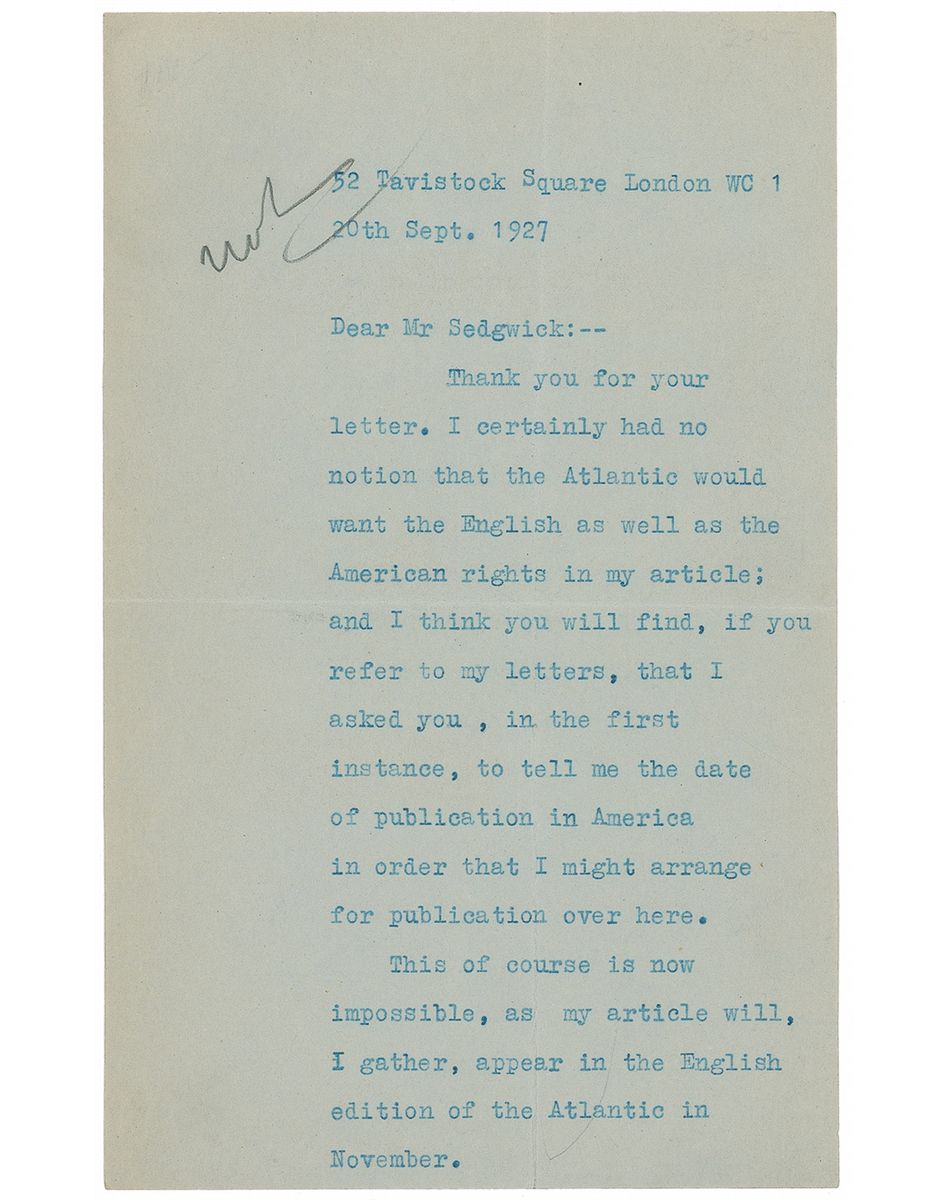 52 Tavistock Square London WC 1
20th Sept. 1927
Dear Mr Sedgwick:--
Thank you for your
letter. I certainly had no
notion that the Atlantic would
want the English as well as the
American rights in my article;
and I think you will find, if you
refer to my letters, that I
asked you , in the first
instance, to tell me the date
of publication in America
in order that I might arrange
for publication over here.
This of course is now
impossible, as  my article will,
I gather, appear in the English
edition of the Atlantic in
November.